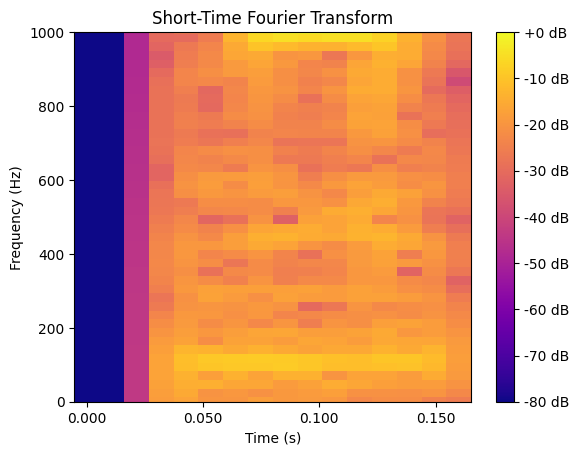 Short-Time Fourier Transform
Frequency (Hz)
1000
800
600
400
200
0
0.000
0.050
0.100
0.150
Time (s)
+0 dB
-10 dB
-20 dB
-30 dB
-40 dB
-50 dB
-60 dB
-70 dB
-80 dB